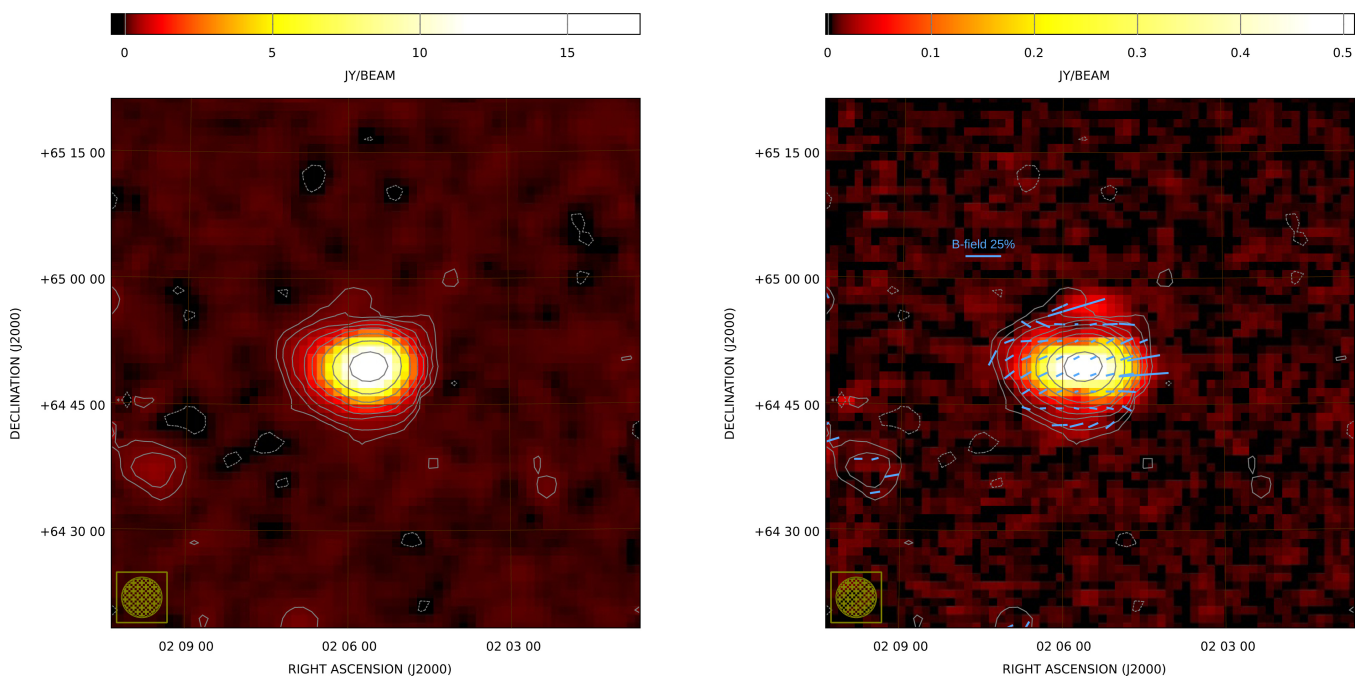 0 5 10 15
JY/BEAM
+65 15 00
+65 00 00
+64 45 00
+64 30 00
DECLINATION (J2000)
02 09 00 02 06 00 02 03 00
RIGHT ASCENSION (J2000)
0 0.1 0.2 0.3 0.4 0.5
JY/BEAM
+65 15 00
B-field 25%
+65 00 00
+64 45 00
+64 30 00
DECLINATION (J2000)
02 09 00 02 06 00 02 03 00
RIGHT ASCENSION (J2000)